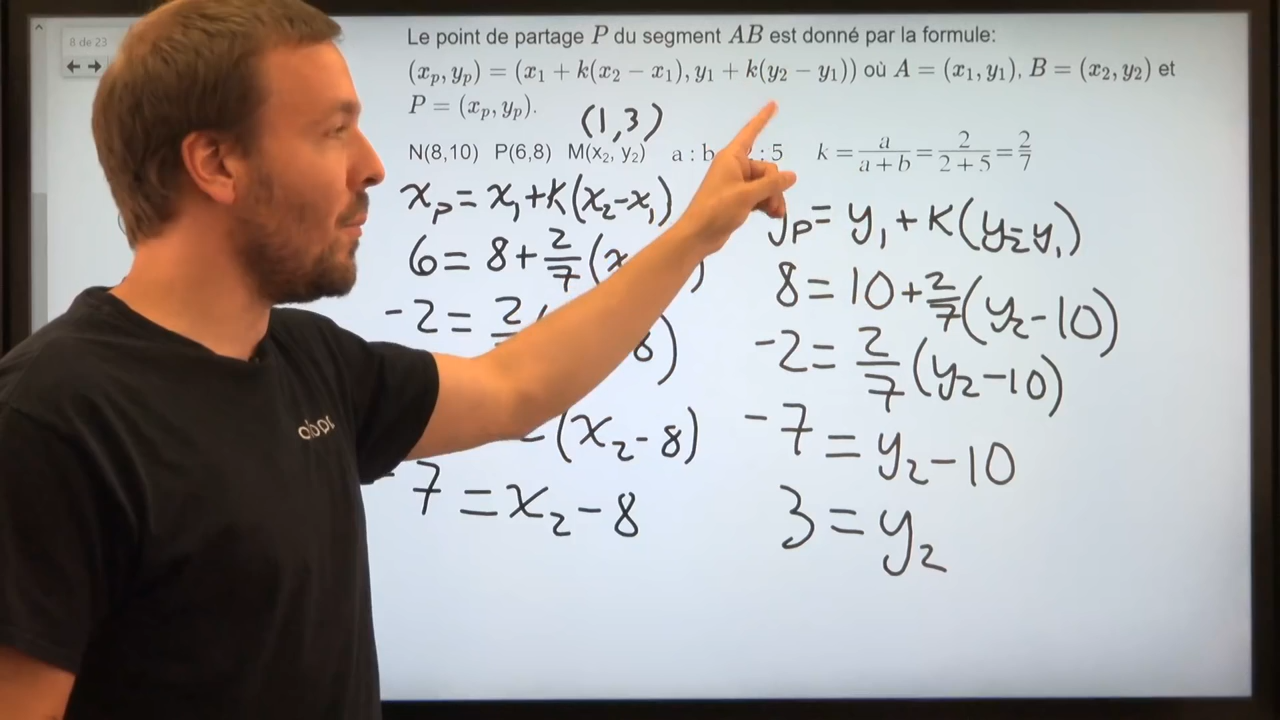 8 de 23
Le point de partage P du segment AB est donné par la formule:
(xₚ, yₚ) = (x₁ + k(x₂ − x₁), y₁ + k(y₂ − y₁)) où A = (x₁, y₁), B = (x₂, y₂) et
P = (xₚ, yₚ).
(1,3)
N(8,10) P(6,8) M(x₂, y₂) a : b : 5 k = a/(a + b) = 2/(2 + 5) = 2/7
xₚ = x₁ + K(x₂ - x₁)
6 = 8 + 2/7 (x
-2 = 2 8)
- (x₂ - 8)
-7 = x₂ - 8
yₚ = y₁ + K(y₂ - y₁)
8 = 10 + 2/7 (y₂ - 10)
-2 = 2/7 (y₂ - 10)
-7 = y₂ - 10
3 = y₂